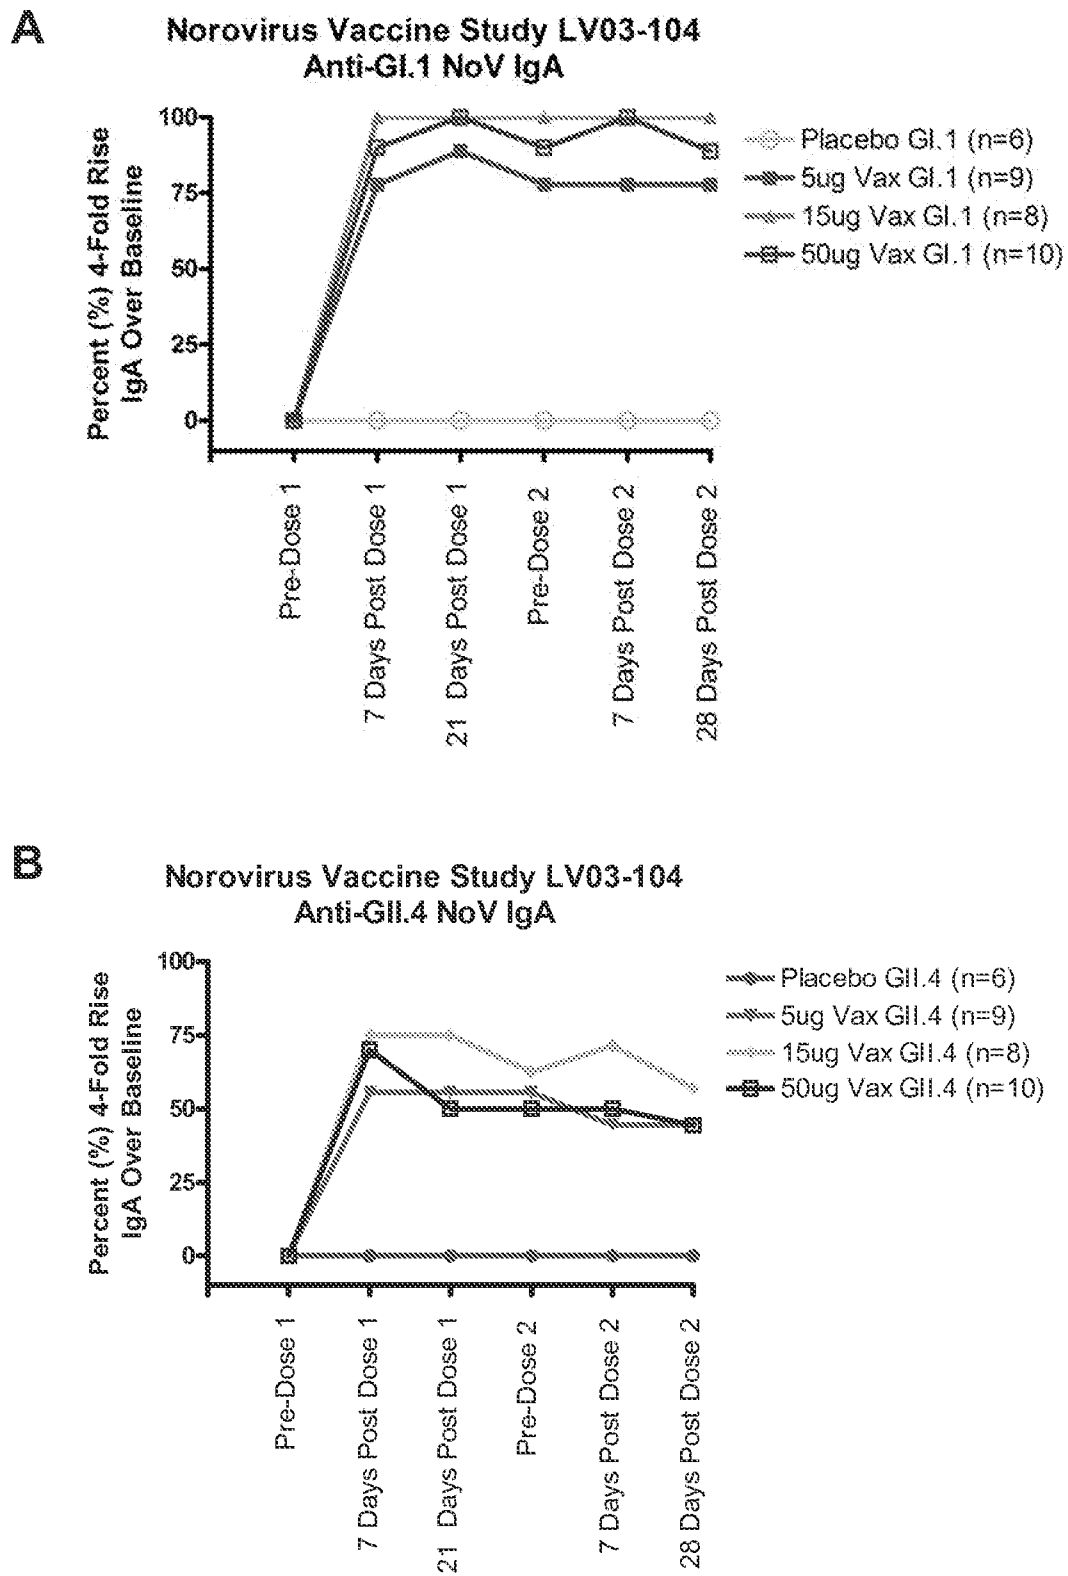 A
Norovirus Vaccine Study LV03-104
Anti-GI.1 NoV IgA
Percent (%) 4-Fold Rise
IgA Over Baseline
100
75
50
25
0
Pre-Dose 1
7 Days Post Dose 1
21 Days Post Dose 1
Pre-Dose 2
7 Days Post Dose 2
28 Days Post Dose 2
Placebo GI.1 (n=6)
5ug Vax GI.1 (n=9)
15ug Vax GI.1 (n=8)
50ug Vax GI.1 (n=10)
B
Norovirus Vaccine Study LV03-104
Anti-GII.4 NoV IgA
Percent (%) 4-Fold Rise
IgA Over Baseline
100
75
50
25
0
Pre-Dose 1
7 Days Post Dose 1
21 Days Post Dose 1
Pre-Dose 2
7 Days Post Dose 2
28 Days Post Dose 2
Placebo GII.4 (n=6)
5ug Vax GII.4 (n=9)
15ug Vax GII.4 (n=8)
50ug Vax GII.4 (n=10)